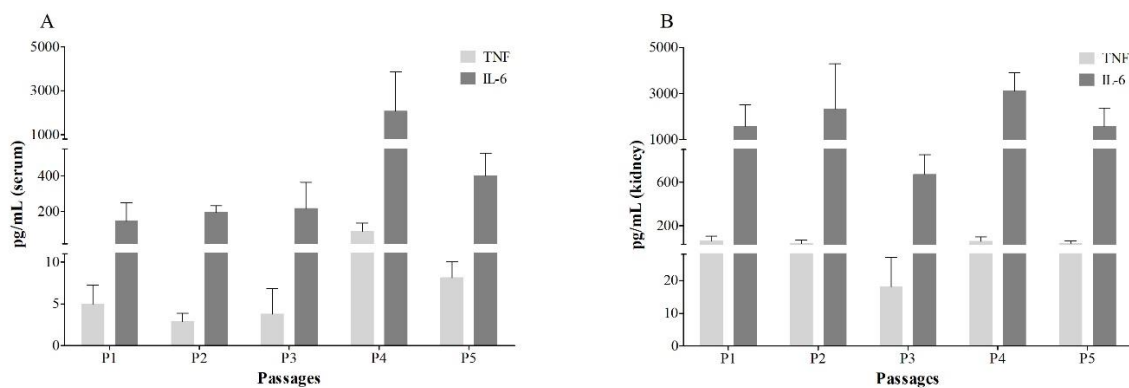 A
5000
3000
1000
400
200
10
5
0
pg/mL (serum)
TNF
IL-6
P1 P2 P3 P4 P5
Passages
B
5000
3000
1000
600
200
20
10
0
pg/mL (kidney)
TNF
IL-6
P1 P2 P3 P4 P5
Passages